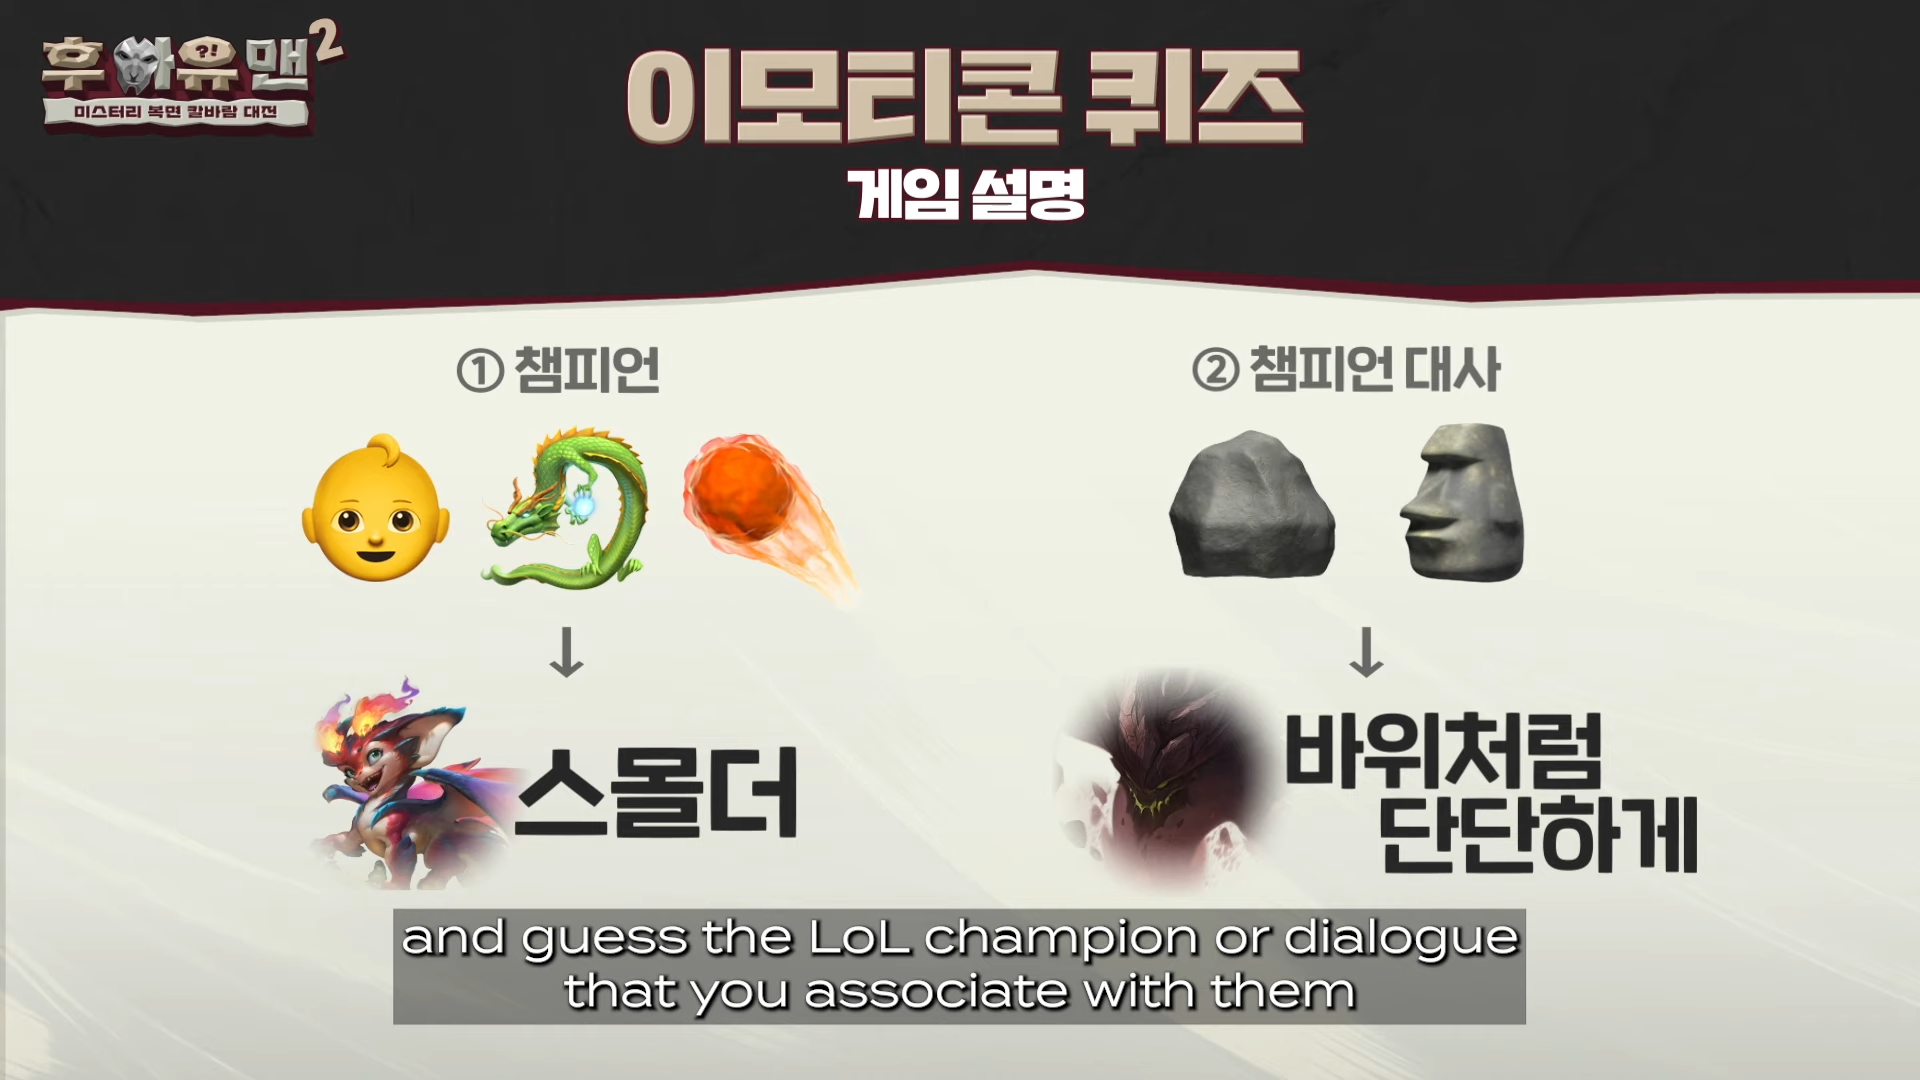 후아유맨2
?!
미스터리 복면 칼바람 대전
이모티콘 퀴즈
게임 설명
① 챔피언
↓
스몰더
② 챔피언 대사
↓
바위처럼
단단하게
and guess the LoL champion or dialogue
that you associate with them